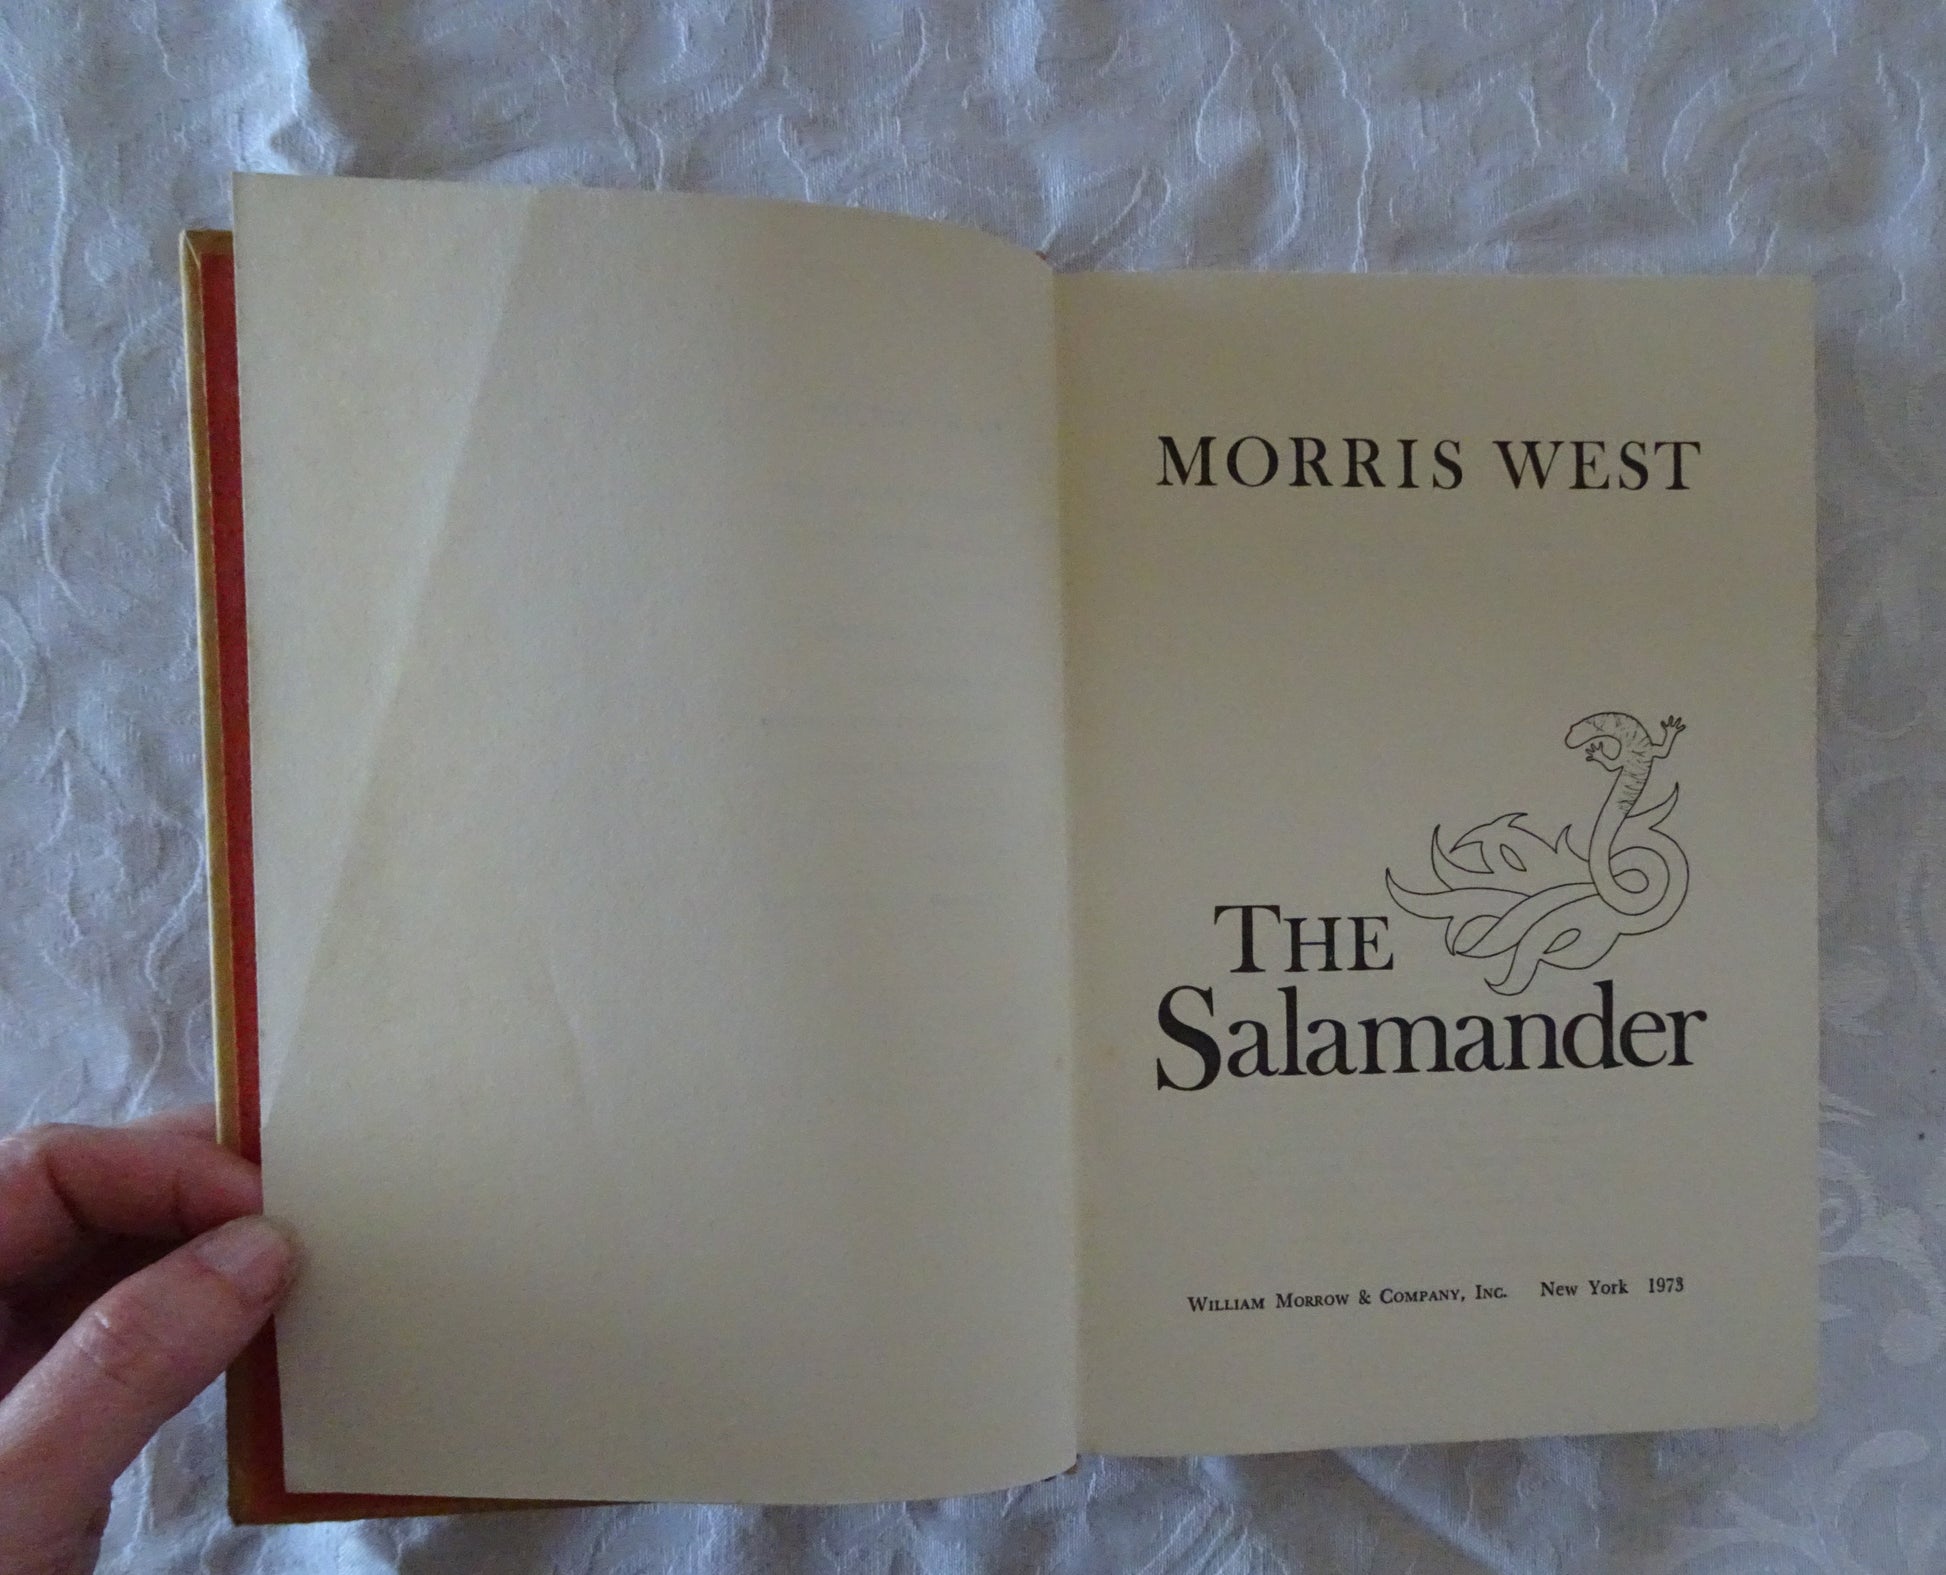 MORRIS WEST
THE
Salamander
WILLIAM MORROW & COMPANY, INC. New York 1973